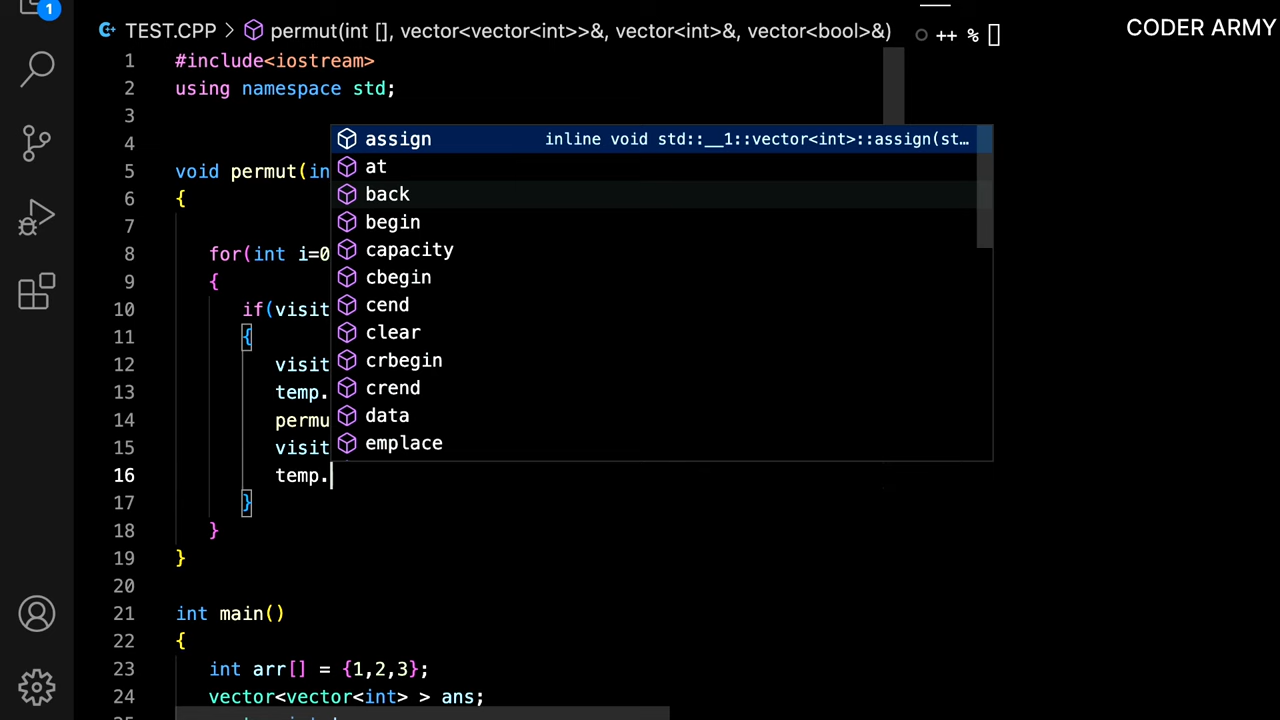 1
CODER ARMY
TEST.CPP > permut(int [], vector<vector<int>>&, vector<int>&, vector<bool>&)
++ %
1 #include<iostream>
2 using namespace std;
3
4
5 void permut(in
6 {
7
8 for(int i=0
9 {
10 if(visit
11 {
12 visit
13 temp.
14 permu
15 visit
16 temp.
17 }
18 }
19 }
20
21 int main()
22 {
23 int arr[] = {1,2,3};
24 vector<vector<int> > ans;
assign inline void std::__1::vector<int>::assign(st…
at
back
begin
capacity
cbegin
cend
clear
crbegin
crend
data
emplace